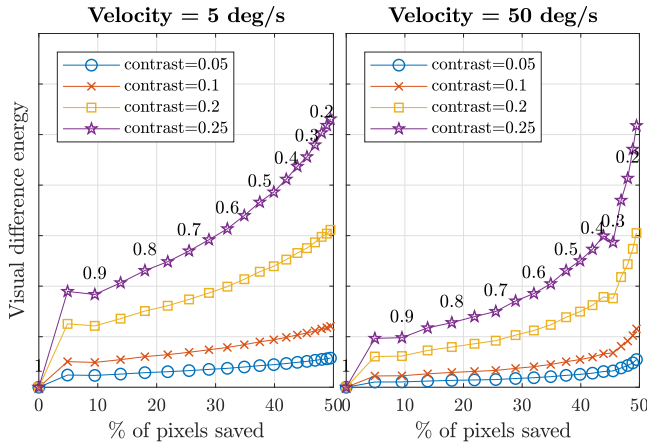 Velocity = 5 deg/s
Velocity = 50 deg/s
Visual difference energy
contrast=0.05
contrast=0.1
contrast=0.2
contrast=0.25
contrast=0.05
contrast=0.1
contrast=0.2
contrast=0.25
1 0.9 0.8 0.7 0.6 0.5 0.4 0.3 0.2
1 0.9 0.8 0.7 0.6 0.5 0.4 0.3 0.2
0 10 20 30 40 50
0 10 20 30 40 50
% of pixels saved
% of pixels saved